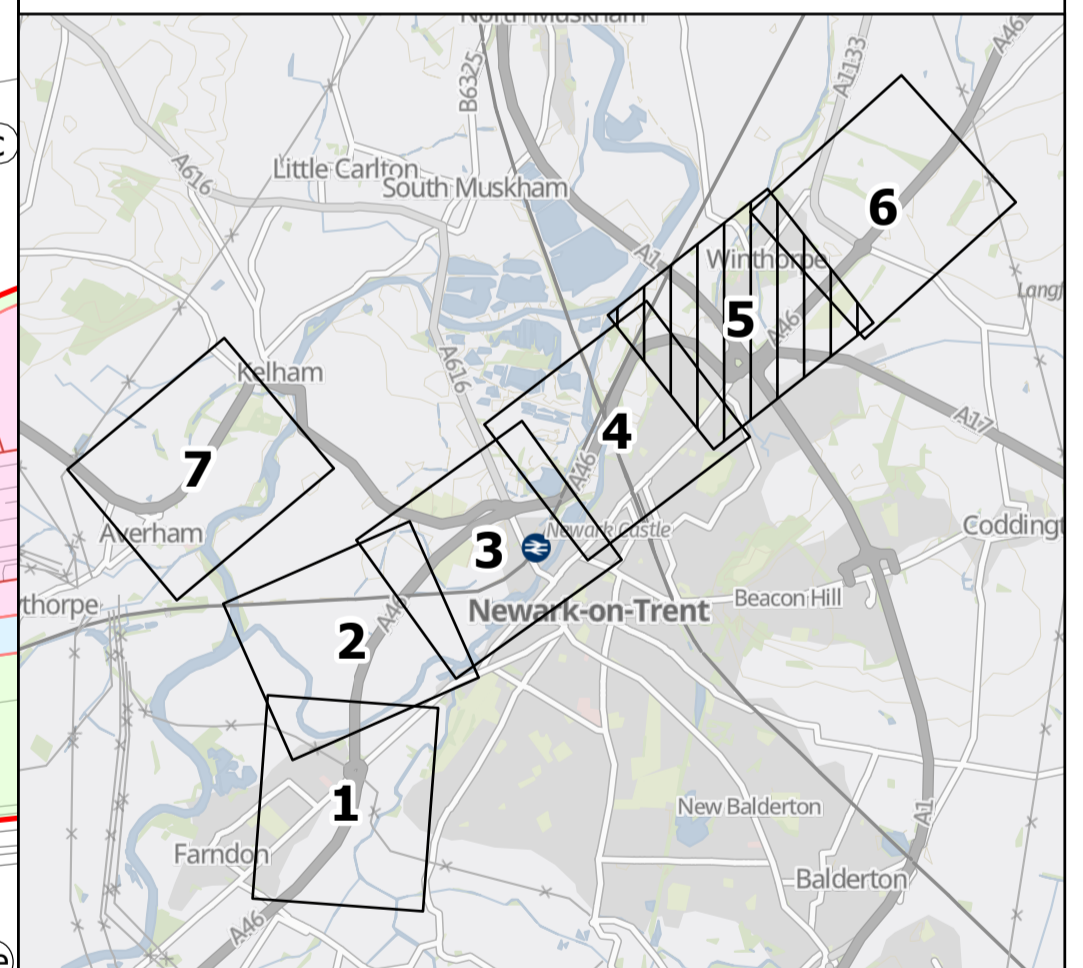 North Muskham
A46
B6325
A1133
c
A616
Little Carlton
South Muskham
6
A1
Winthorpe
Langf
5
A46
Kelham
A616
4
A17
7
A46
Averham
Newark Castle
Coddingt
3
thorpe
A46
Newark-on-Trent
Beacon Hill
2
1
New Balderton
A1
Farndon
Balderton
A46
e